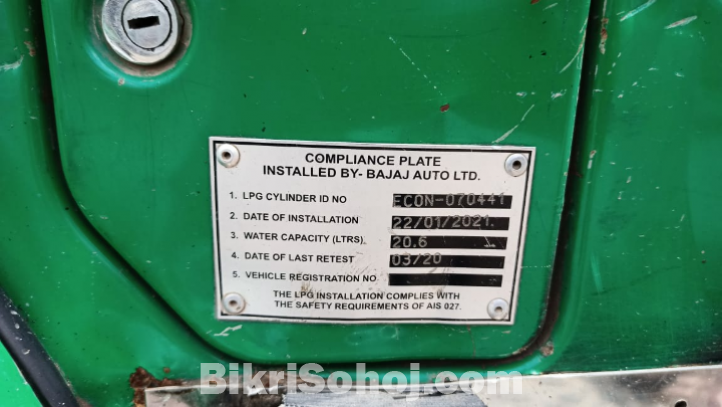 COMPLIANCE PLATE
INSTALLED BY- BAJAJ AUTO LTD.
1. LPG CYLINDER ID NO ECON-070441
2. DATE OF INSTALLATION 22/01/2021.
3. WATER CAPACITY (LTRS). 20.6
4. DATE OF LAST RETEST 03/20
5. VEHICLE REGISTRATION NO
THE LPG INSTALLATION COMPLIES WITH
THE SAFETY REQUIREMENTS OF AIS 027.
BikriSohoj.com